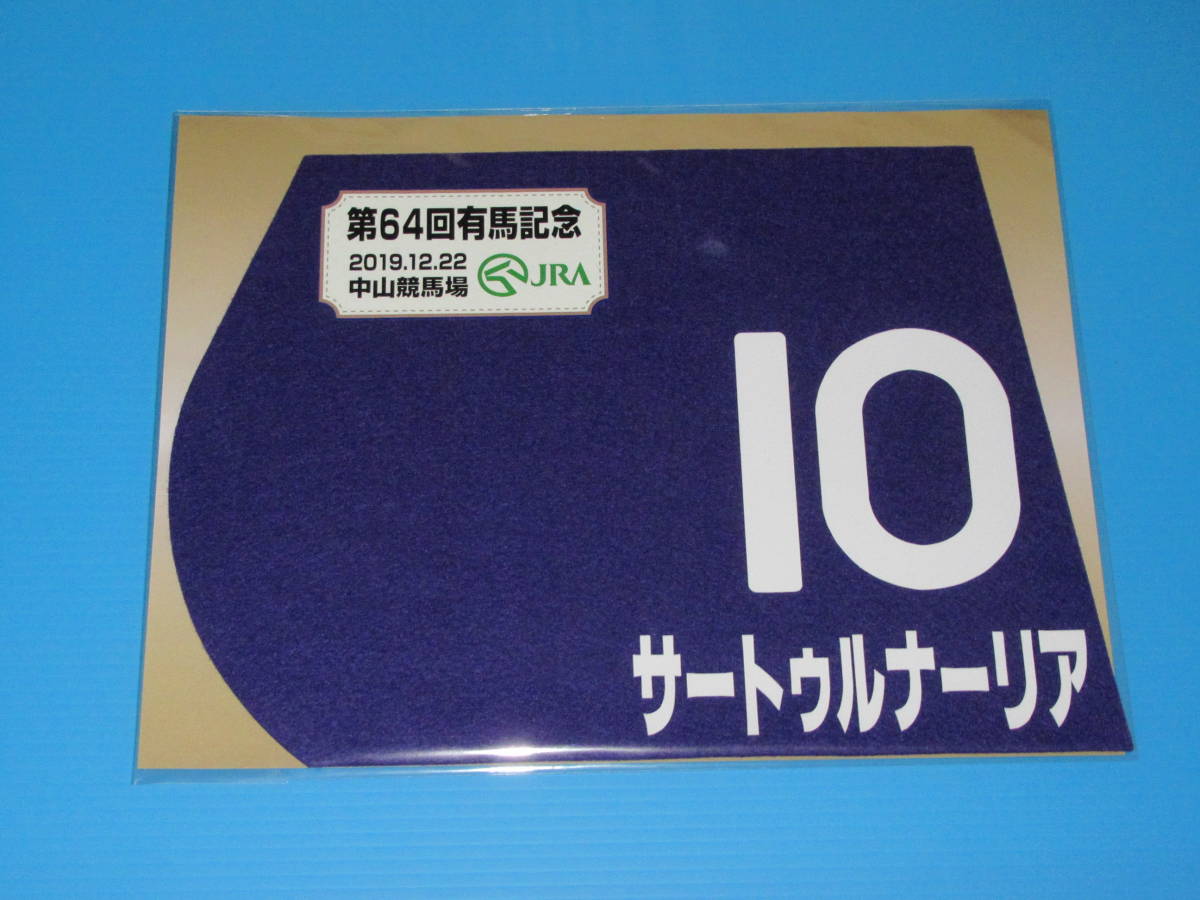 第64回有馬記念
2019.12.22
中山競馬場
JRA
10
サートゥルナーリア